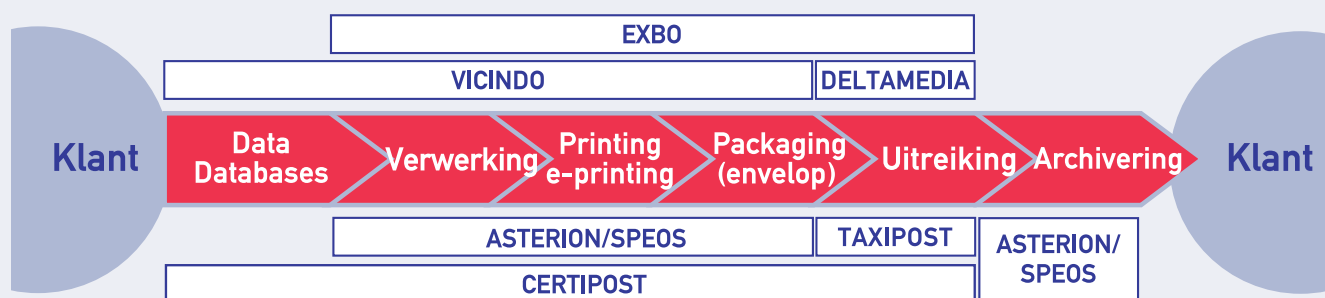 EXBO
VICINDO
DELTAMEDIA
Klant
Data
Databases
Verwerking
Printing
e-printing
Packaging
(envelop)
Uitreiking
Archivering
Klant
ASTERION/SPEOS
TAXIPOST
ASTERION/
SPEOS
CERTIPOST